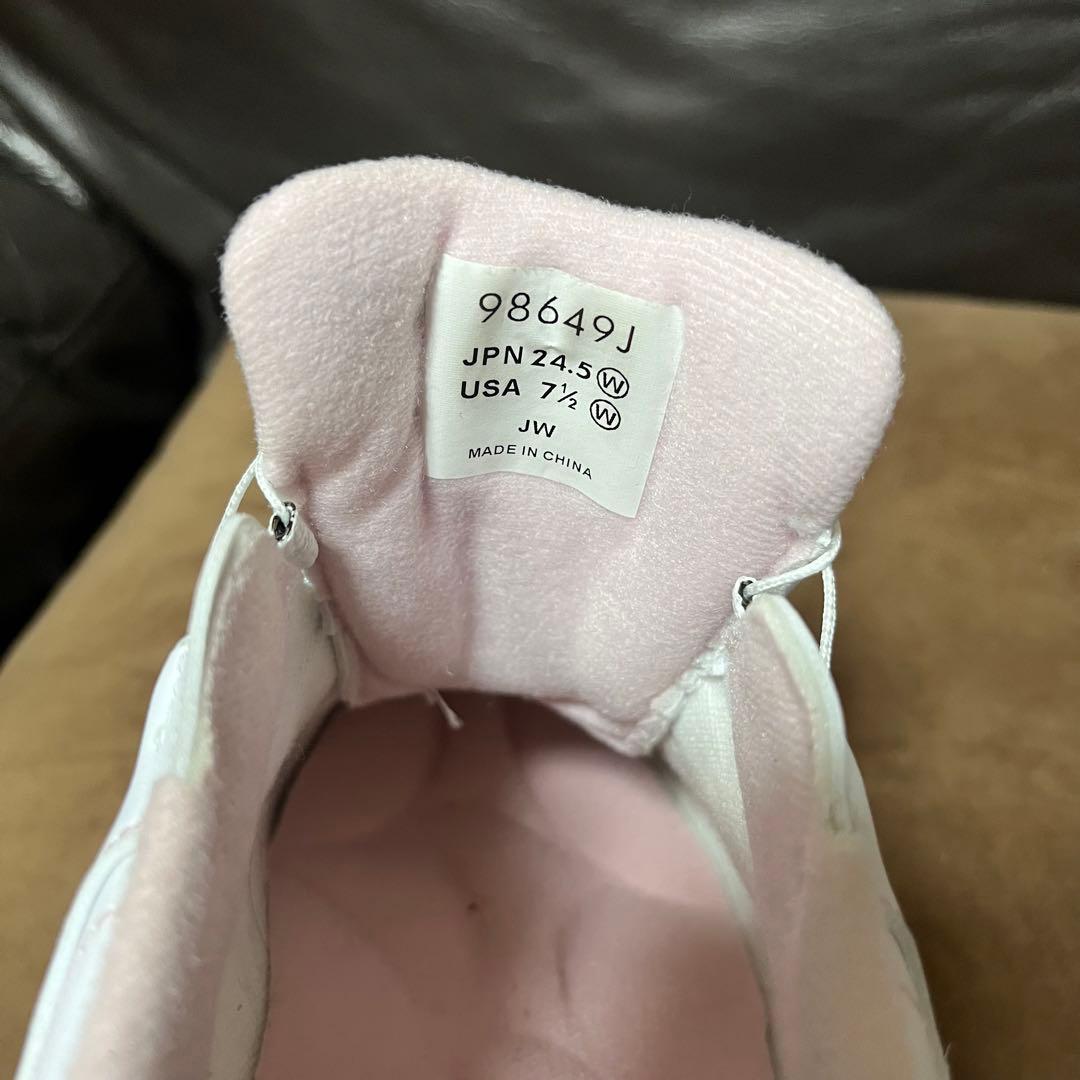 98649J
JPN 24.5 Ⓦ
USA 7½ Ⓦ
JW
MADE IN CHINA